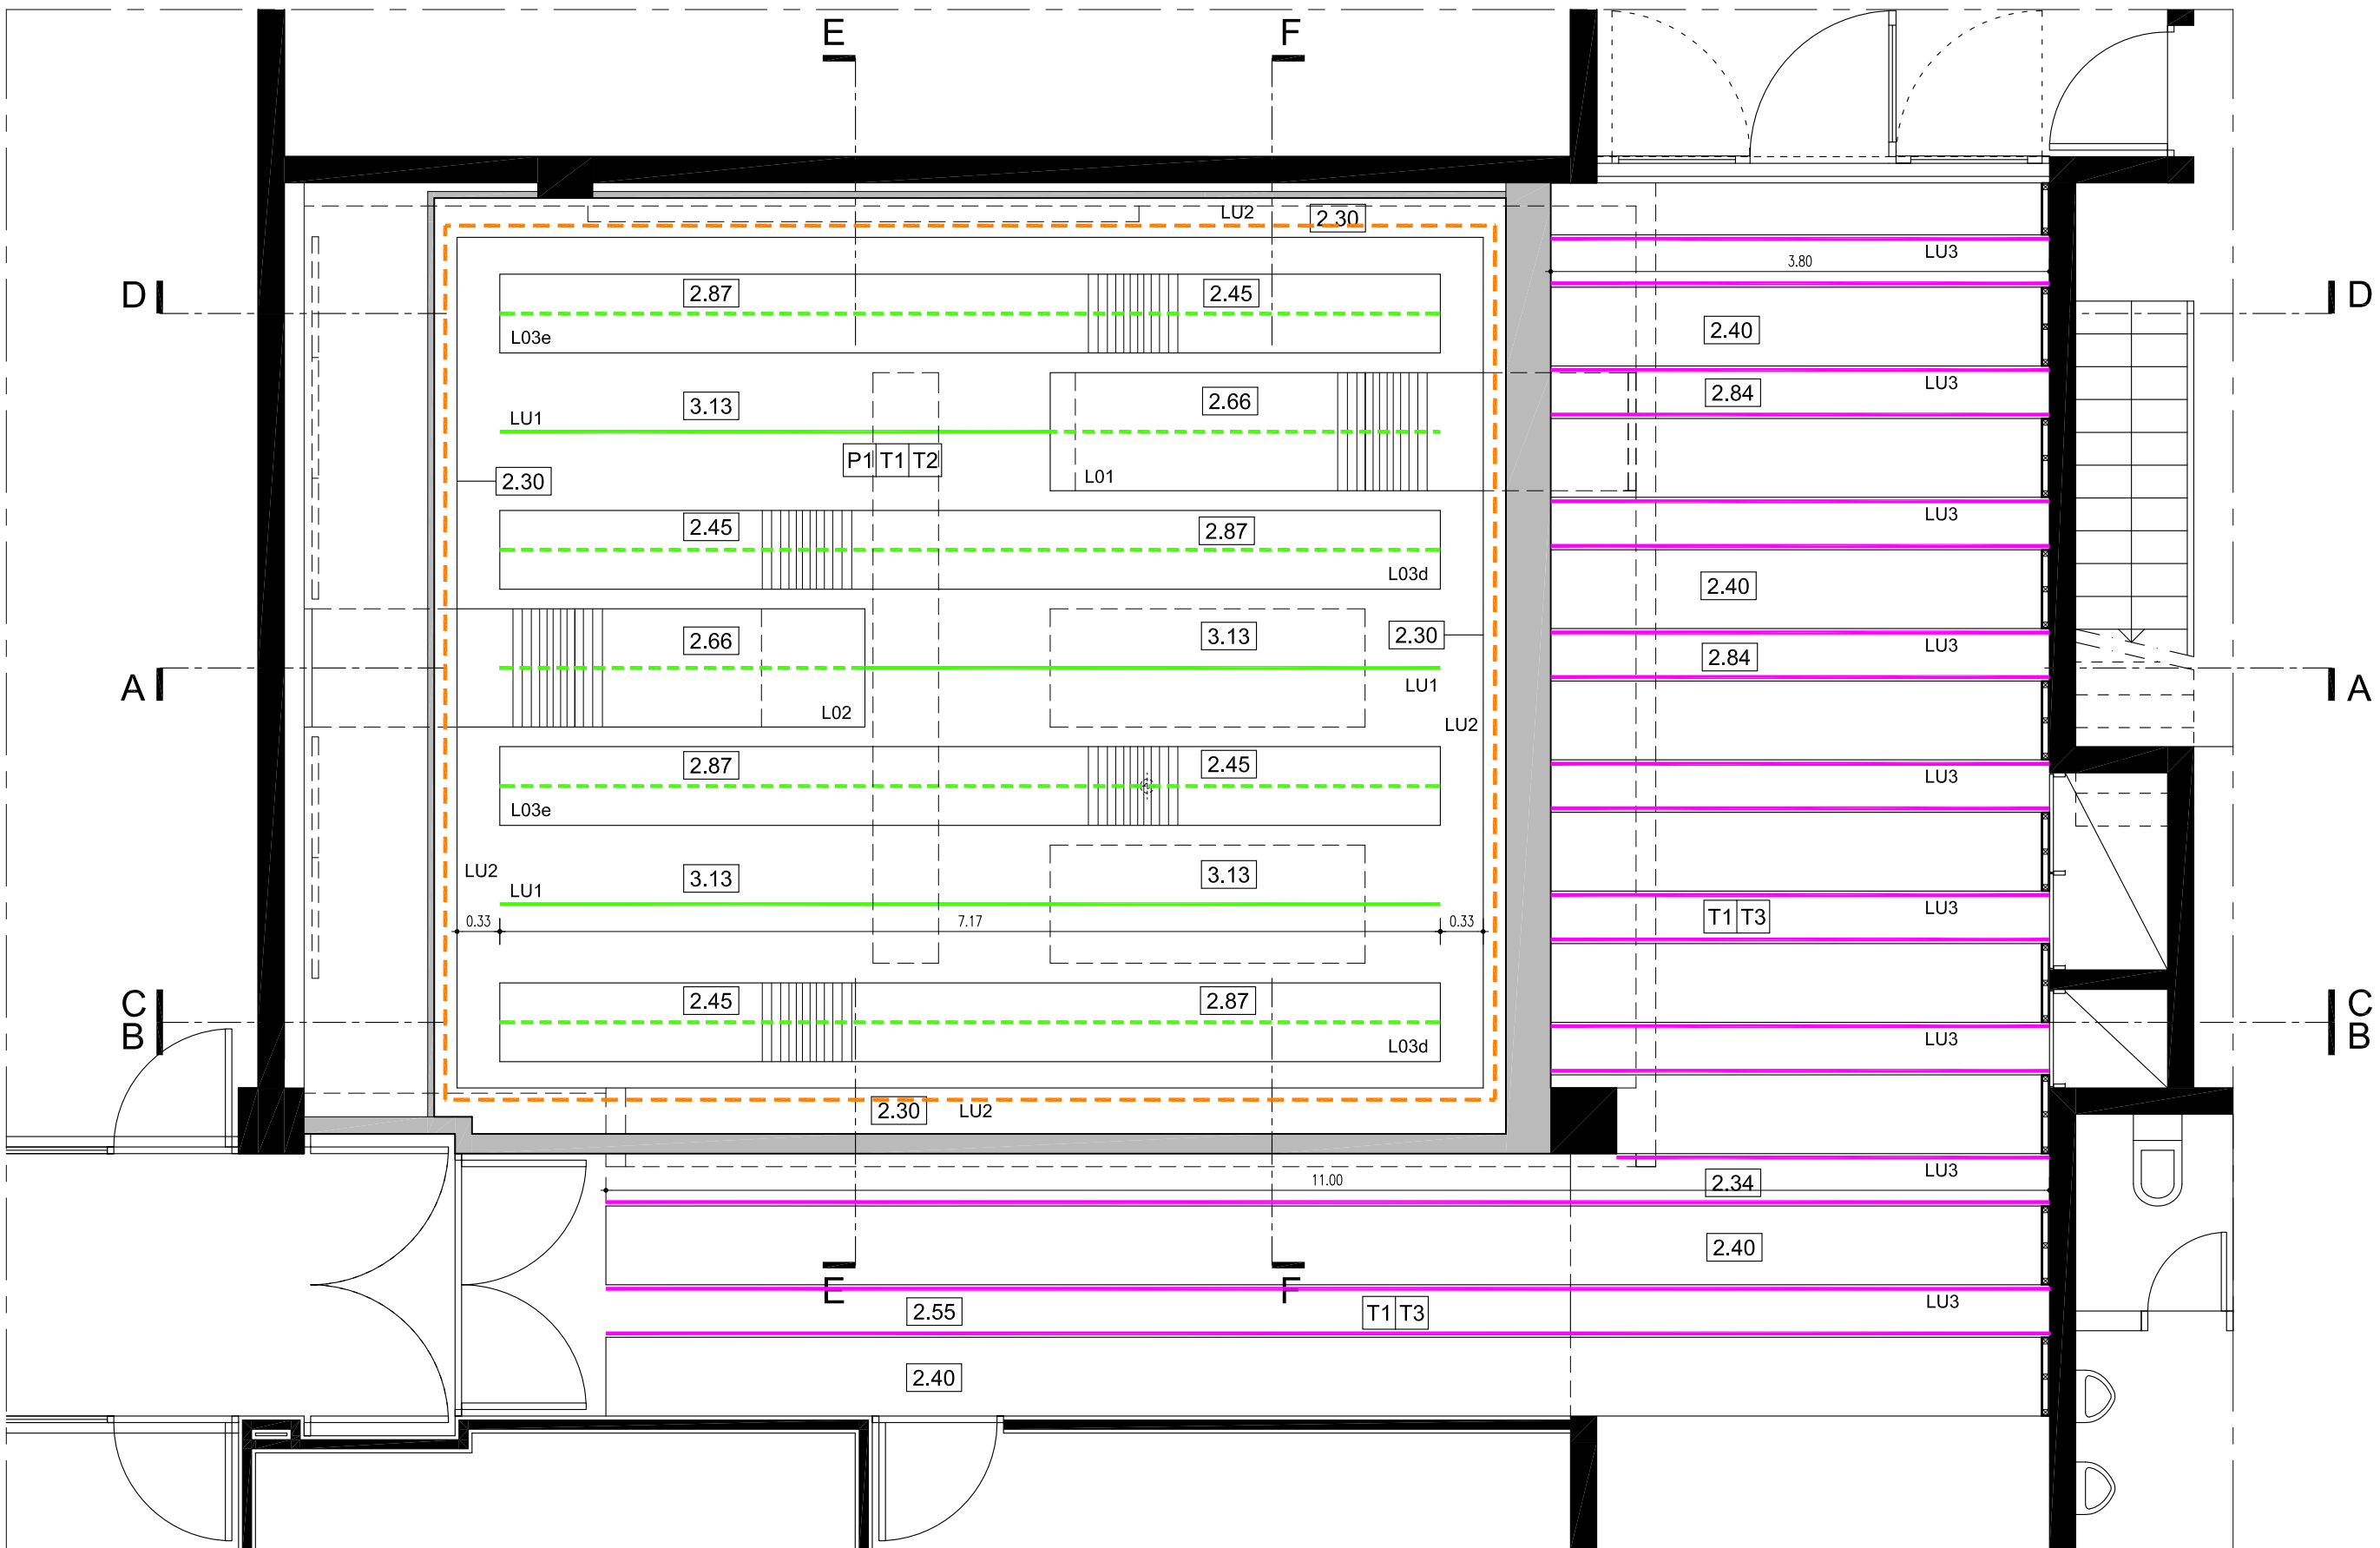 E F
LU2 2.30
LU3
3.80
D 2.87 2.45 D
L03e 2.40
LU3
LU1 3.13 2.66 2.84
P1 T1 T2
2.30 L01
LU3
2.45 2.87
L03d 2.40
2.66 3.13 2.30 LU3
2.84
A LU1 A
L02 LU2
2.87 2.45 LU3
L03e
LU2 3.13 3.13
LU1 T1 T3 LU3
0.33 7.17 0.33
C 2.45 2.87 C
B L03d LU3 B
2.30 LU2
11.00 2.34 LU3
2.40
E F
2.55 T1 T3 LU3
2.40